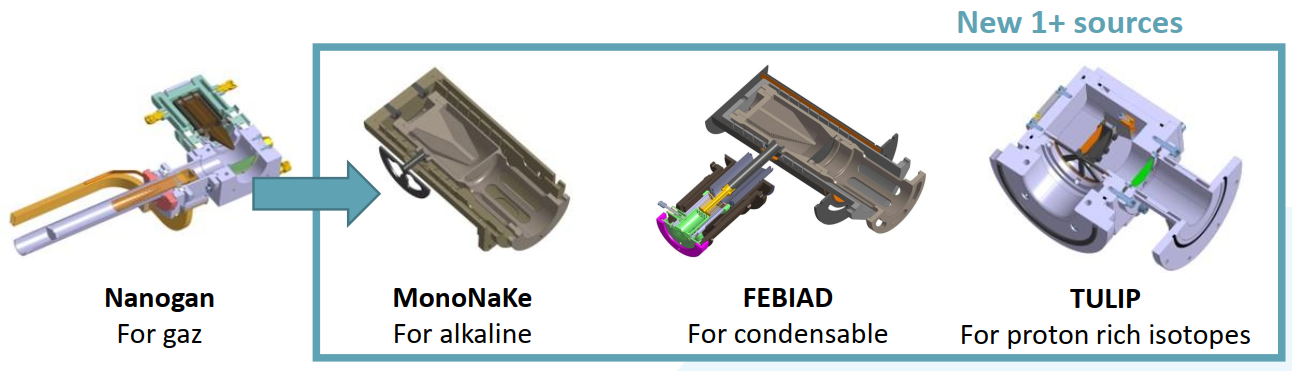 New 1+ sources
Nanogan
For gaz
MonoNaKe
For alkaline
FEBIAD
For condensable
TULIP
For proton rich isotopes